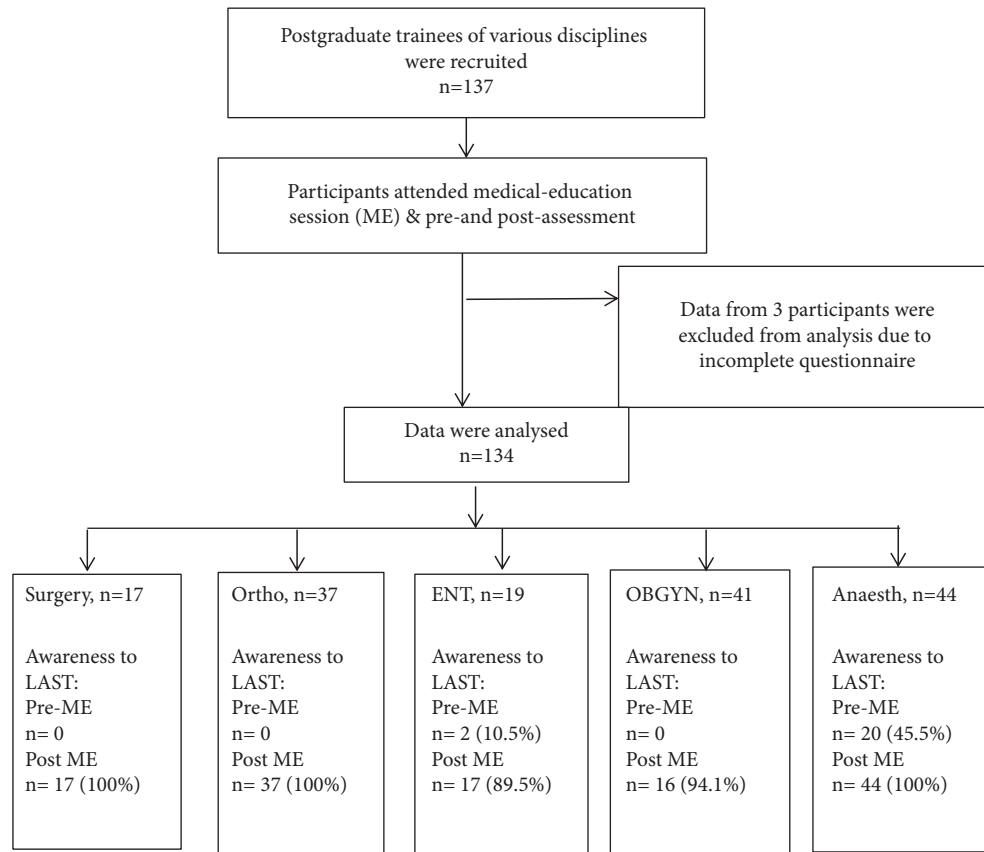 Postgraduate trainees of various disciplines
were recruited
n=137
Participants attended medical-education
session (ME) & pre-and post-assessment
Data from 3 participants were
excluded from analysis due to
incomplete questionnaire
Data were analysed
n=134
Surgery, n=17
Awareness to
LAST:
Pre-ME
n= 0
Post ME
n= 17 (100%)
Ortho, n=37
Awareness to
LAST:
Pre-ME
n= 0
Post ME
n= 37 (100%)
ENT, n=19
Awareness to
LAST:
Pre-ME
n= 2 (10.5%)
Post ME
n= 17 (89.5%)
OBGYN, n=41
Awareness to
LAST:
Pre-ME
n= 0
Post ME
n= 16 (94.1%)
Anaesth, n=44
Awareness to
LAST:
Pre-ME
n= 20 (45.5%)
Post ME
n= 44 (100%)